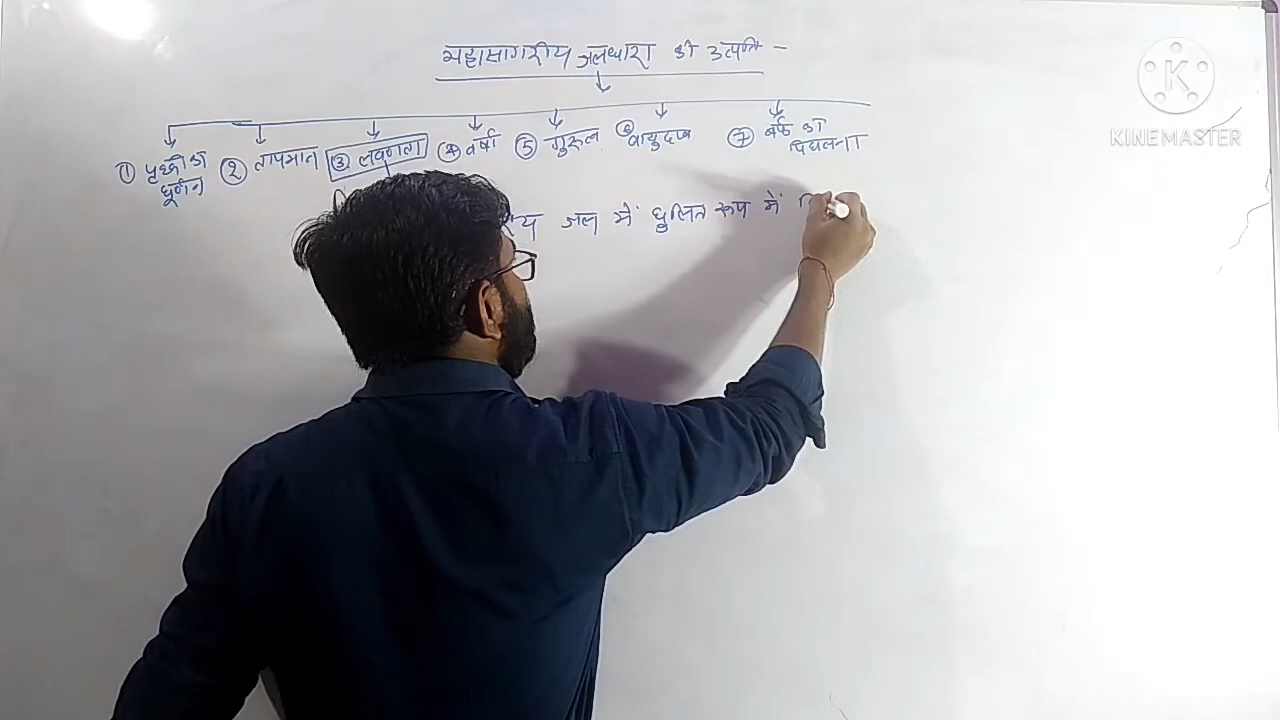 महासागरीय जलधारा की उत्पत्ति -
① पृथ्वी का घूर्णन
② तापमान
③ लवणता
④ वर्षा
⑤ गुरुत्व
⑥ वायुदाब
⑦ बर्फ का पिघलना
जल में घुलित रूप में
K
KINEMASTER